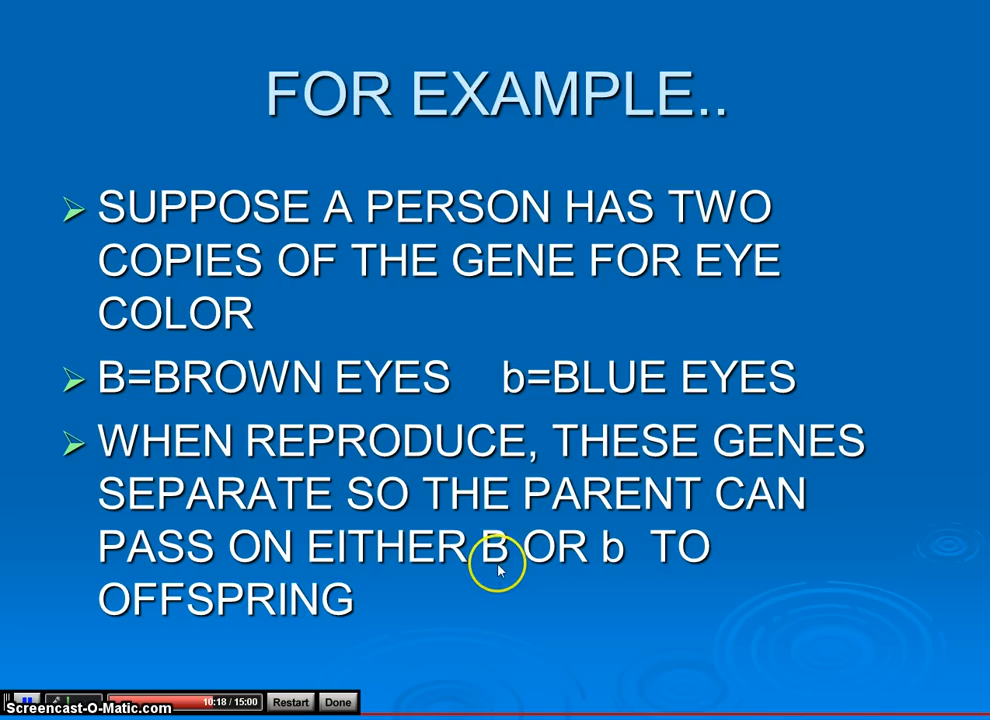 FOR EXAMPLE..
SUPPOSE A PERSON HAS TWO
COPIES OF THE GENE FOR EYE
COLOR
B=BROWN EYES b=BLUE EYES
WHEN REPRODUCE, THESE GENES
SEPARATE SO THE PARENT CAN
PASS ON EITHER B OR b TO
OFFSPRING
10:18 / 15:00 Restart Done
Screencast-O-Matic.com